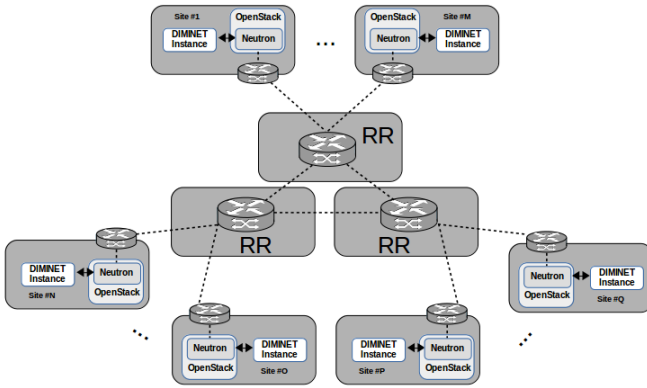 Site #1
OpenStack
DIMINET
Instance
Neutron
...
OpenStack
Site #M
Neutron
DIMINET
Instance
RR
RR
RR
DIMINET
Instance
Neutron
Site #N
OpenStack
Neutron
DIMINET
Instance
OpenStack
Site #Q
...
...
Neutron
DIMINET
Instance
OpenStack
Site #O
DIMINET
Instance
Neutron
Site #P
OpenStack